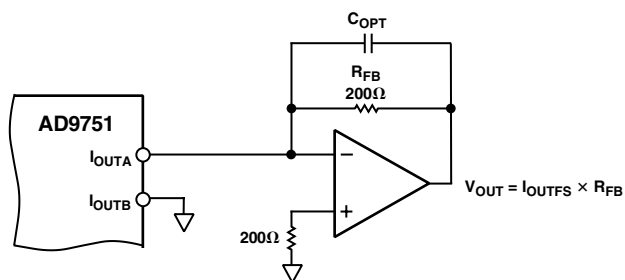 C_OPT
R_FB
200Ω
AD9751
I_OUTA
−
V_OUT = I_OUTFS × R_FB
I_OUTB
+
200Ω